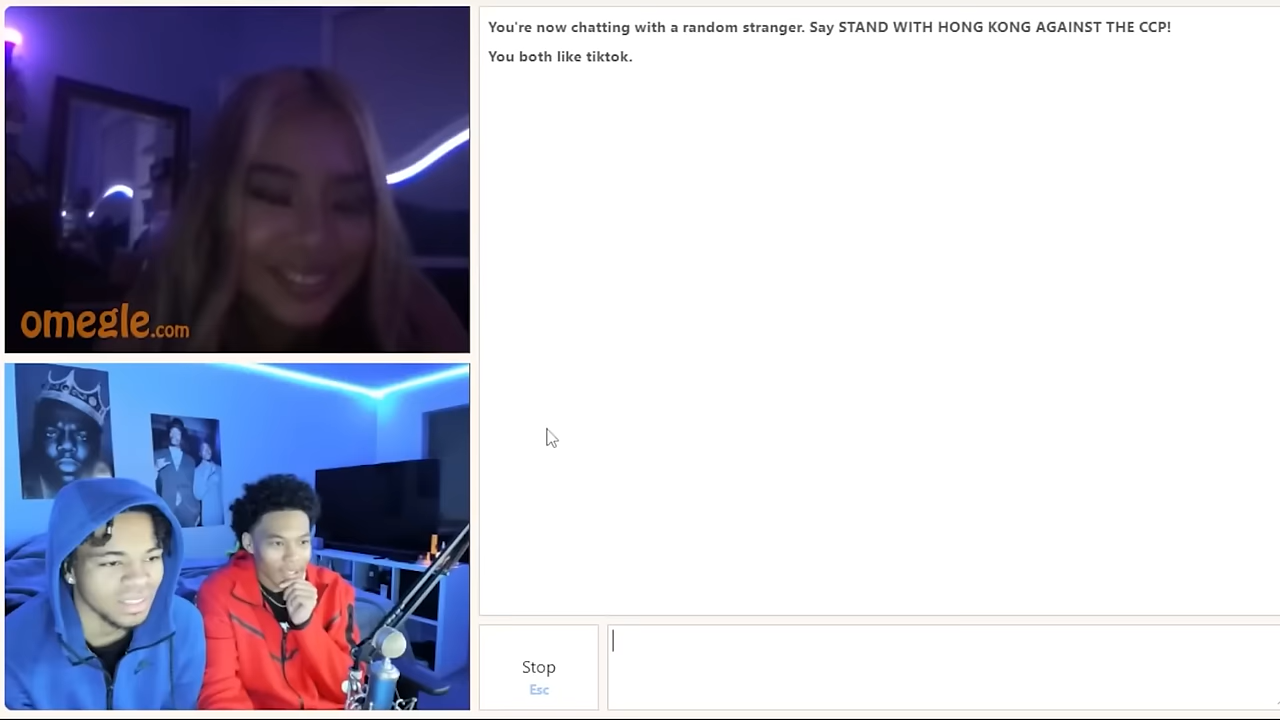 You're now chatting with a random stranger. Say STAND WITH HONG KONG AGAINST THE CCP!
You both like tiktok.
omegle.com
Stop
Esc